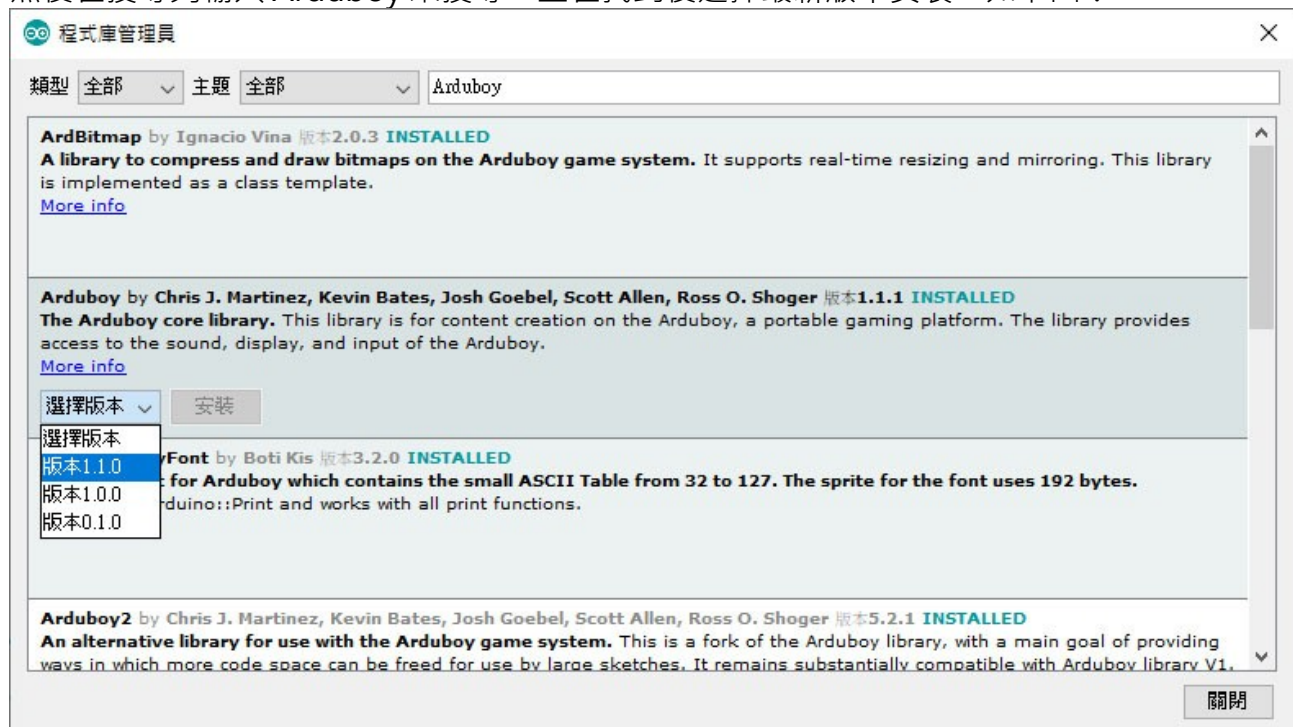 程式庫管理員
類型 全部 主題 全部 Arduboy
ArdBitmap by Ignacio Vina 版本2.0.3 INSTALLED
A library to compress and draw bitmaps on the Arduboy game system. It supports real-time resizing and mirroring. This library
is implemented as a class template.
More info
Arduboy by Chris J. Martinez, Kevin Bates, Josh Goebel, Scott Allen, Ross O. Shoger 版本1.1.1 INSTALLED
The Arduboy core library. This library is for content creation on the Arduboy, a portable gaming platform. The library provides
access to the sound, display, and input of the Arduboy.
More info
選擇版本 安裝
選擇版本
版本1.1.0
版本1.0.0
版本0.1.0
Font by Boti Kis 版本3.2.0 INSTALLED
for Arduboy which contains the small ASCII Table from 32 to 127. The sprite for the font uses 192 bytes.
rduino::Print and works with all print functions.
Arduboy2 by Chris J. Martinez, Kevin Bates, Josh Goebel, Scott Allen, Ross O. Shoger 版本5.2.1 INSTALLED
An alternative library for use with the Arduboy game system. This is a fork of the Arduboy library, with a main goal of providing
ways in which more code space can be freed for use by large sketches. It remains substantially compatible with Arduboy library V1.
關閉